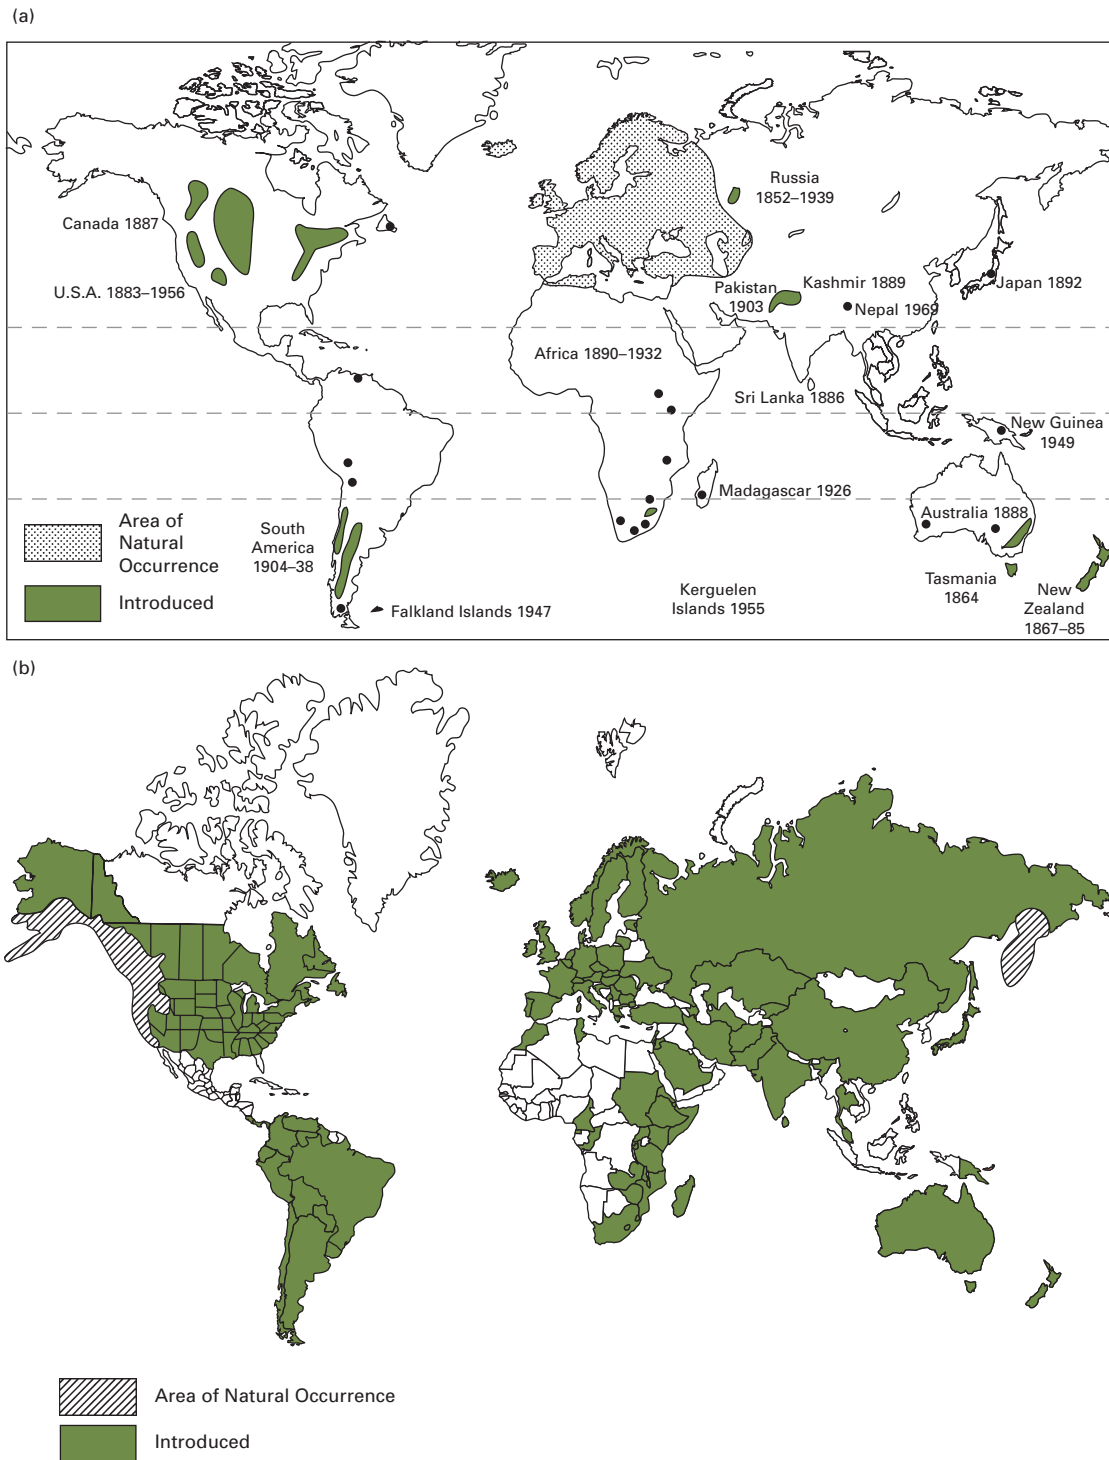 (a)
Russia
1852–1939
Canada 1887
U.S.A. 1883–1956
Pakistan
1903
Kashmir 1889
Nepal 1969
Japan 1892
Africa 1890–1932
Sri Lanka 1886
New Guinea
1949
Madagascar 1926
Australia 1888
South
America
1904–38
Tasmania
1864
New
Zealand
1867–85
Kerguelen
Islands 1955
Falkland Islands 1947
Area of
Natural
Occurrence
Introduced
(b)
Area of Natural Occurrence
Introduced